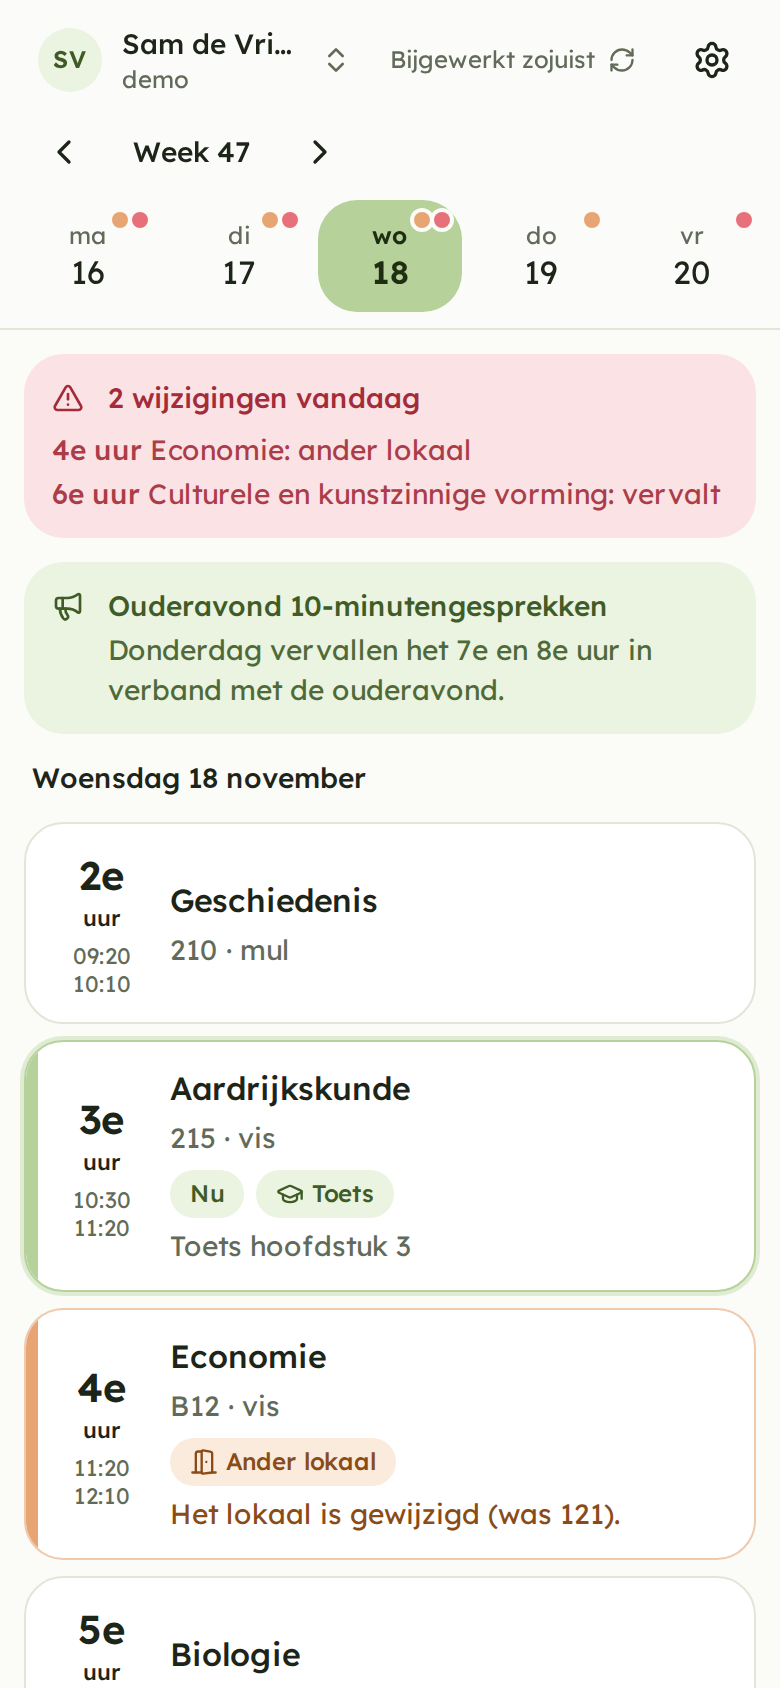 SV
Sam de Vri...
demo
Bijgewerkt zojuist
Week 47
ma
16
di
17
wo
18
do
19
vr
20
2 wijzigingen vandaag
4e uur Economie: ander lokaal
6e uur Culturele en kunstzinnige vorming: vervalt
Ouderavond 10-minutengesprekken
Donderdag vervallen het 7e en 8e uur in
verband met de ouderavond.
Woensdag 18 november
2e
uur
09:20
10:10
Geschiedenis
210 · mul
3e
uur
10:30
11:20
Aardrijkskunde
215 · vis
Nu
Toets
Toets hoofdstuk 3
4e
uur
11:20
12:10
Economie
B12 · vis
Ander lokaal
Het lokaal is gewijzigd (was 121).
5e
uur
Biologie